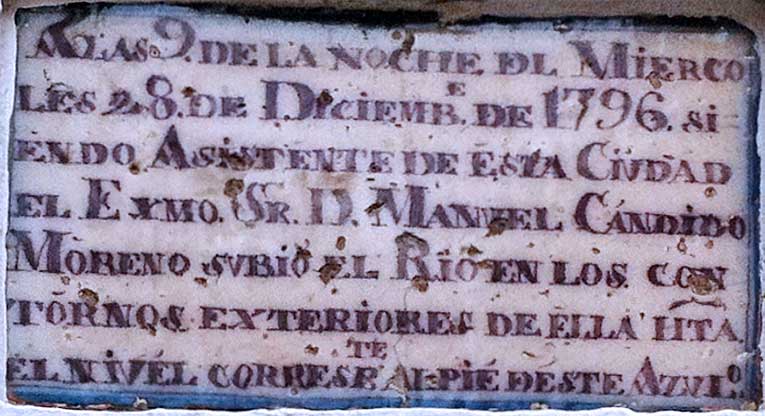 A LAS 9. DE LA NOCHE DEL MIERCO
LES 28. DE DICIEMB.E DE 1796. SI
ENDO ASISTENTE DE ESTA CIUDAD
EL EXMO. SR. D. MANUEL CANDIDO
MORENO SUBIO EL RIO EN LOS CON
TORNOS EXTERIORES DE ELLA HTA.
EL NIVEL CORRESP.TE AL PIE DESTE AZUL.O